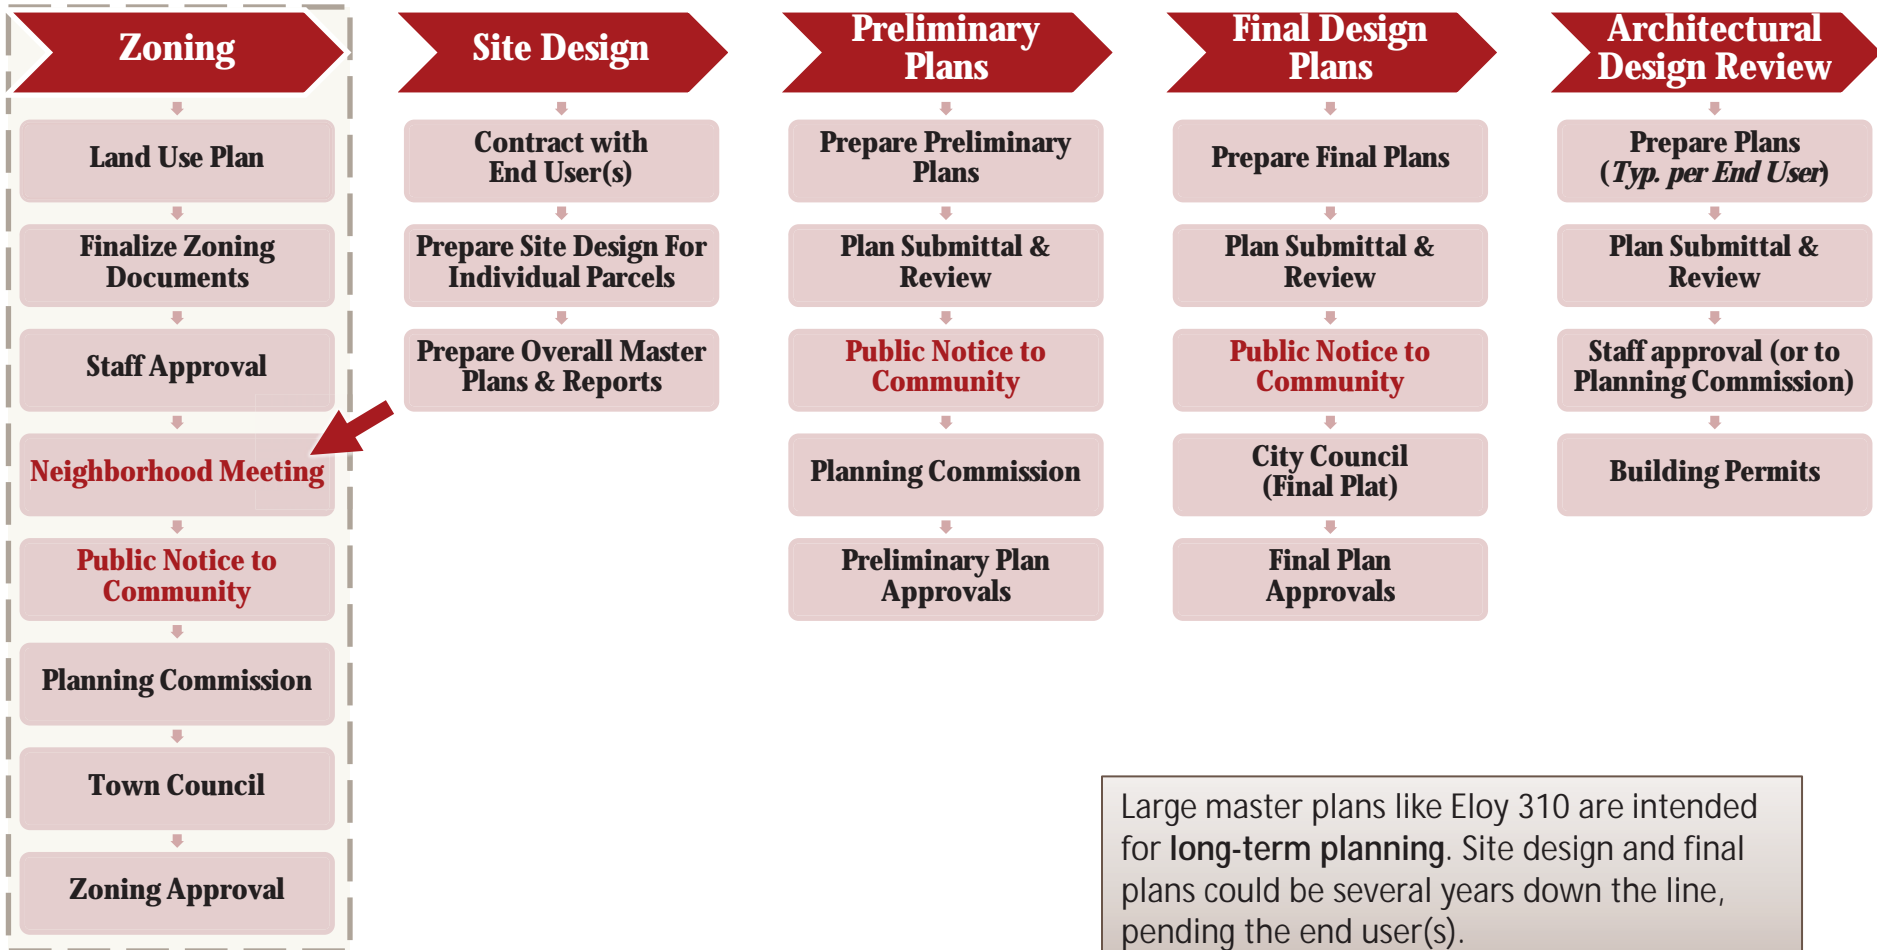 Zoning
Land Use Plan
Finalize Zoning
Documents
Staff Approval
Neighborhood Meeting
Public Notice to
Community
Planning Commission
Town Council
Zoning Approval
Site Design
Contract with
End User(s)
Prepare Site Design For
Individual Parcels
Prepare Overall Master
Plans & Reports
Preliminary
Plans
Prepare Preliminary
Plans
Plan Submittal &
Review
Public Notice to
Community
Planning Commission
Preliminary Plan
Approvals
Final Design
Plans
Prepare Final Plans
Plan Submittal &
Review
Public Notice to
Community
City Council
(Final Plat)
Final Plan
Approvals
Architectural
Design Review
Prepare Plans
(Typ. per End User)
Plan Submittal &
Review
Staff approval (or to
Planning Commission)
Building Permits
Large master plans like Eloy 310 are intended
for long-term planning. Site design and final
plans could be several years down the line,
pending the end user(s).